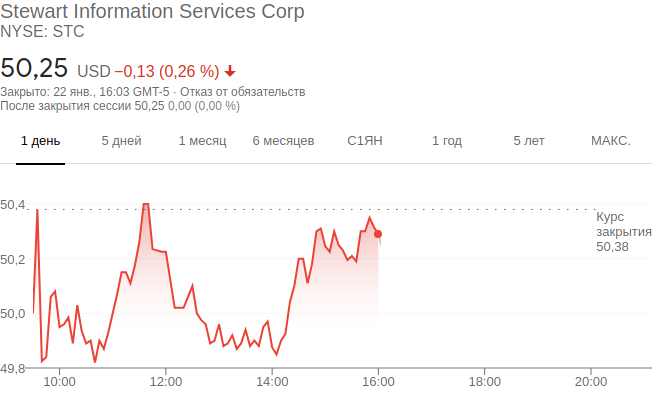 Stewart Information Services Corp
NYSE: STC
50,25 USD −0,13 (0,26 %)
Закрыто: 22 янв., 16:03 GMT-5 · Отказ от обязательств
После закрытия сессии 50,25 0,00 (0,00 %)
1 день 5 дней 1 месяц 6 месяцев С1ЯН 1 год 5 лет МАКС.
50,4
Курс
закрытия
50,38
50,2
50,0
49,8
10:00 12:00 14:00 16:00 18:00 20:00